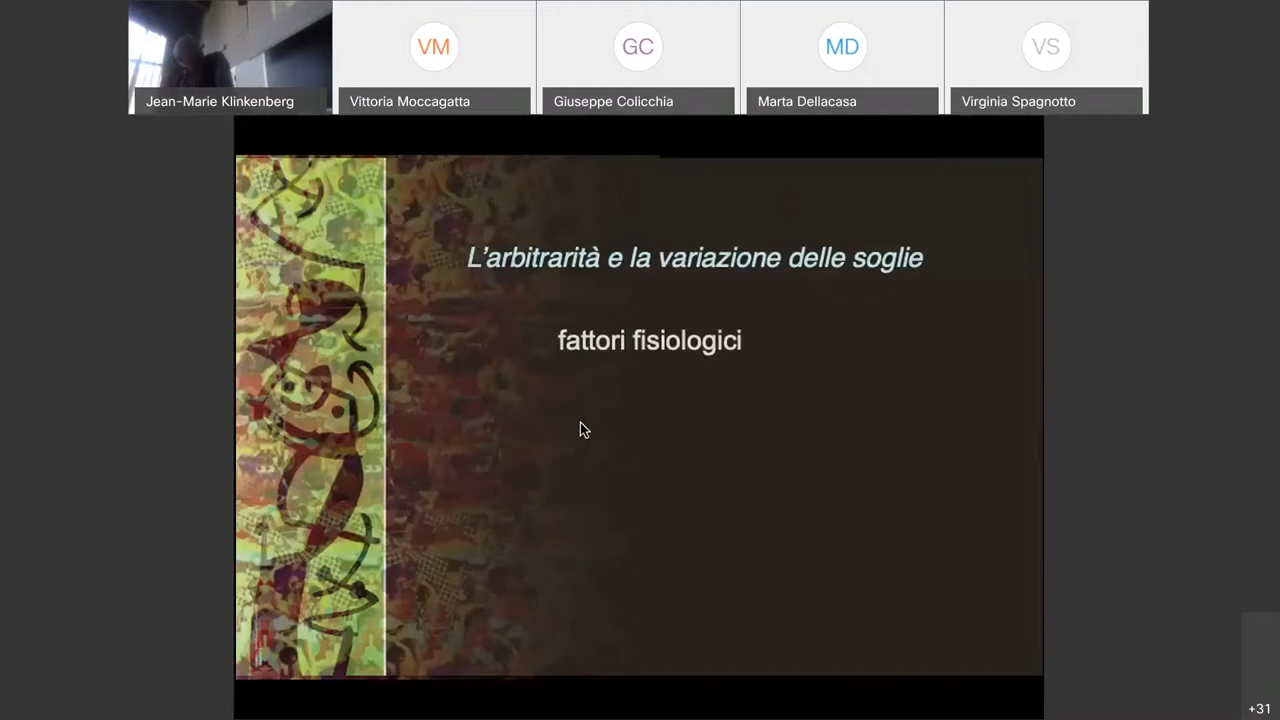 VM
GC
MD
VS
Jean-Marie Klinkenberg
Vittoria Moccagatta
Giuseppe Colicchia
Marta Dellacasa
Virginia Spagnotto
L'arbitrarità e la variazione delle soglie
fattori fisiologici
+31